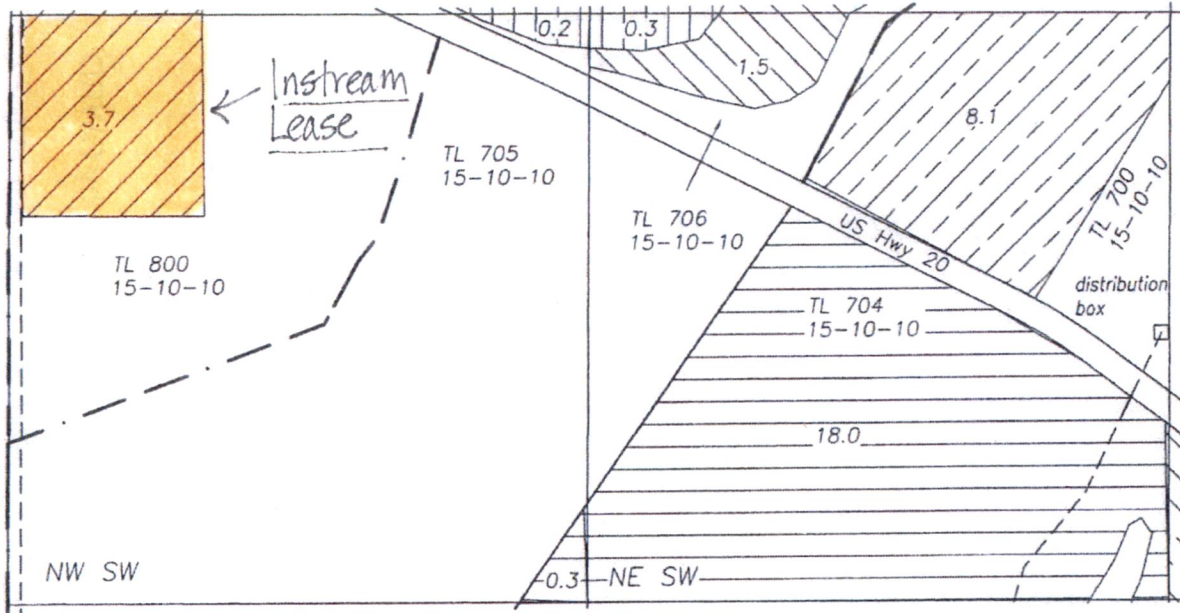 0.2
0.3
1.5
8.1
3.7
Instream
Lease
TL 705
15-10-10
TL 706
15-10-10
TL 700
15-10-10
US Hwy 20
TL 800
15-10-10
distribution
box
TL 704
15-10-10
18.0
NW SW
0.3
NE SW